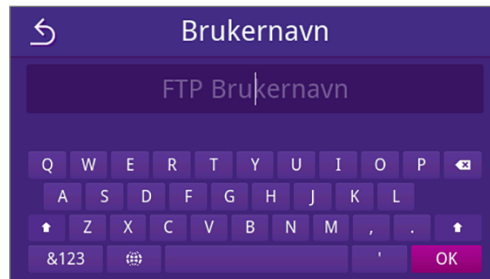 Brukernavn
FTP Brukernavn
Q W E R T Y U I O P
A S D F G H J K L
Z X C V B N M , .
&123 ' OK